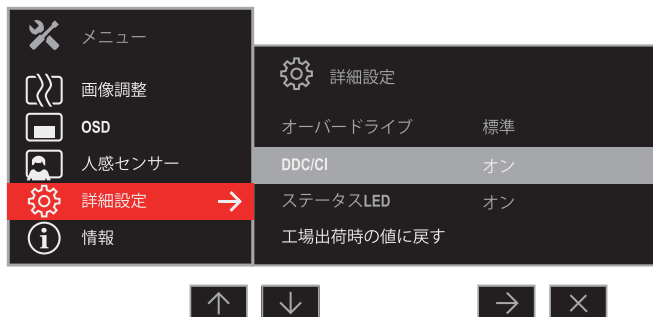 メニュー
画像調整
OSD
人感センサー
詳細設定
情報
詳細設定
オーバードライブ 標準
DDC/CI オン
ステータスLED オン
工場出荷時の値に戻す